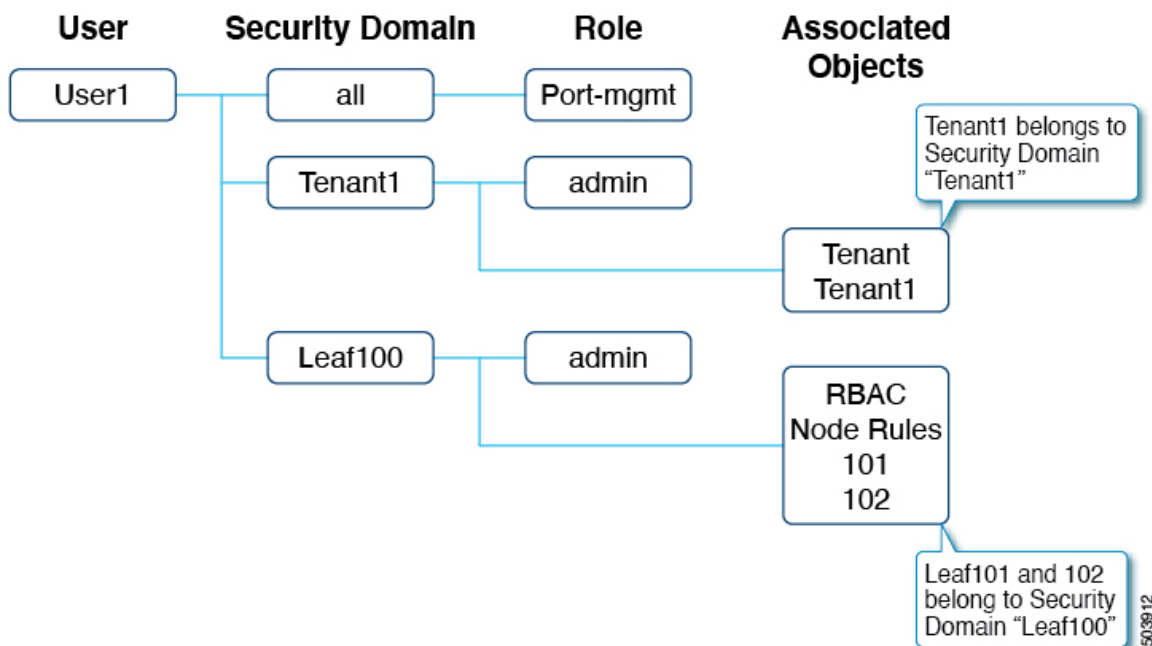 User
Security Domain
Role
Associated
Objects
User1
all
Port-mgmt
Tenant1 belongs to
Security Domain
“Tenant1”
Tenant1
admin
Tenant
Tenant1
Leaf100
admin
RBAC
Node Rules
101
102
Leaf101 and 102
belong to Security
Domain “Leaf100”
503912